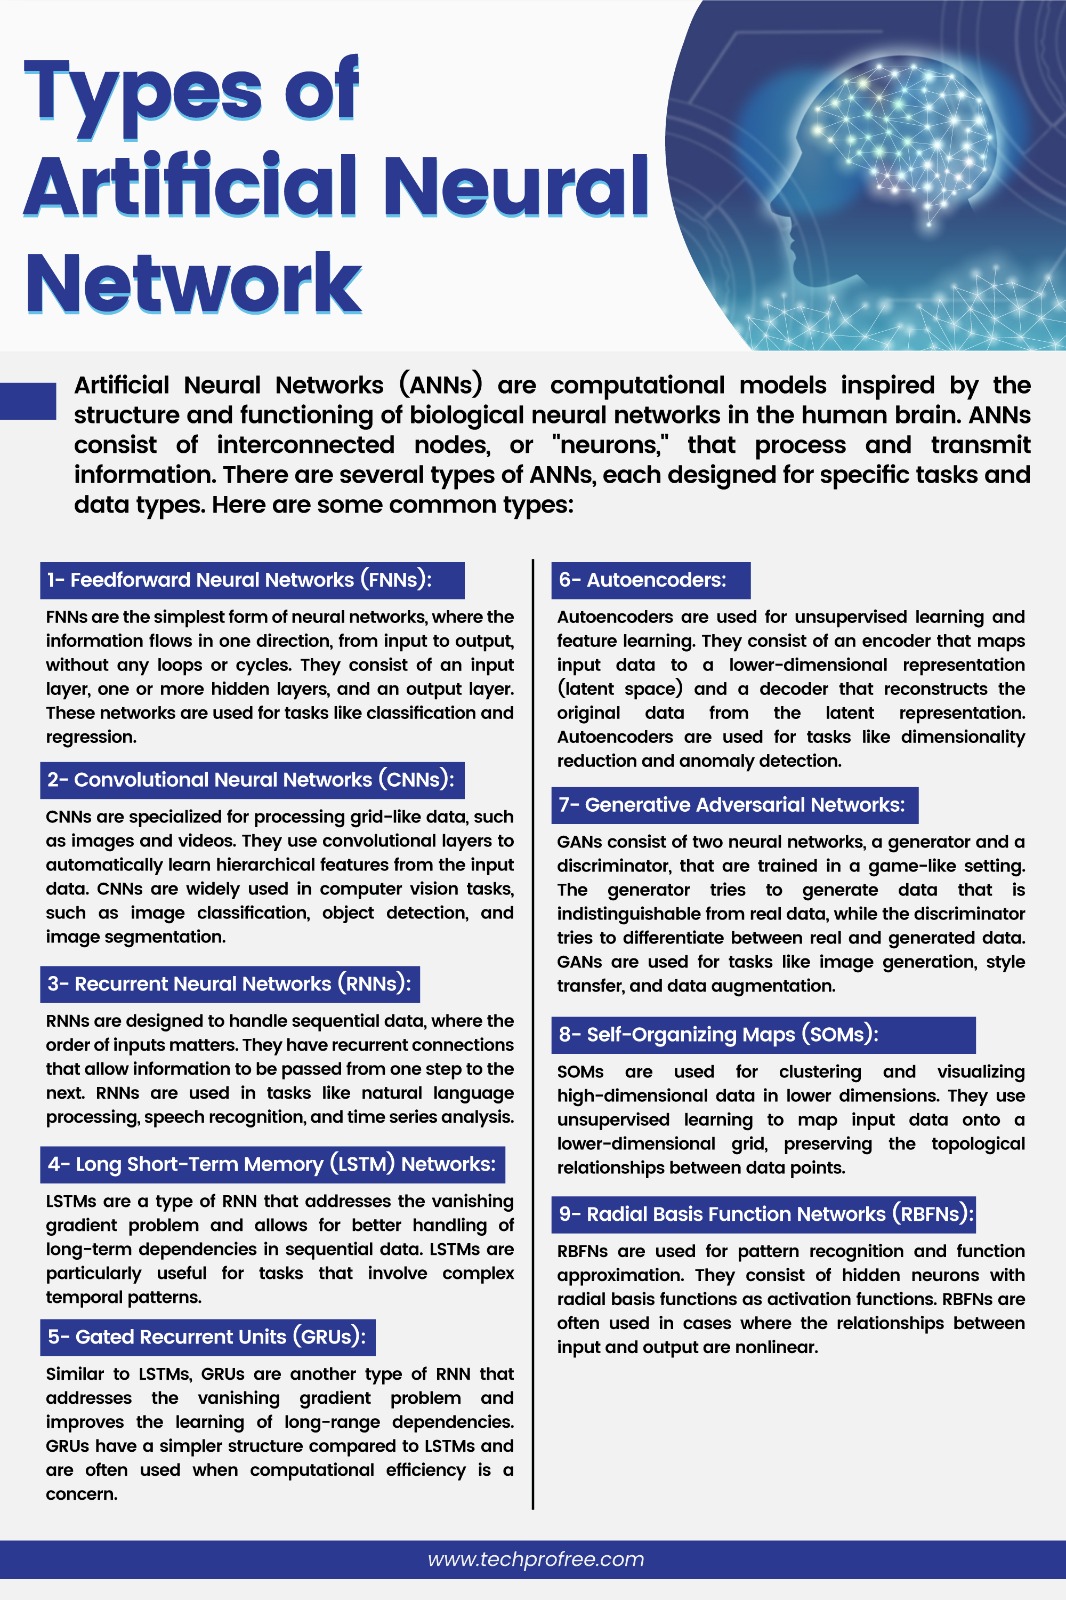 Types of
Artificial Neural
Network
Artificial Neural Networks (ANNs) are computational models inspired by the
structure and functioning of biological neural networks in the human brain. ANNs
consist of interconnected nodes, or "neurons," that process and transmit
information. There are several types of ANNs, each designed for specific tasks and
data types. Here are some common types:
1- Feedforward Neural Networks (FNNs):
FNNs are the simplest form of neural networks, where the
information flows in one direction, from input to output,
without any loops or cycles. They consist of an input
layer, one or more hidden layers, and an output layer.
These networks are used for tasks like classification and
regression.
2- Convolutional Neural Networks (CNNs):
CNNs are specialized for processing grid-like data, such
as images and videos. They use convolutional layers to
automatically learn hierarchical features from the input
data. CNNs are widely used in computer vision tasks,
such as image classification, object detection, and
image segmentation.
3- Recurrent Neural Networks (RNNs):
RNNs are designed to handle sequential data, where the
order of inputs matters. They have recurrent connections
that allow information to be passed from one step to the
next. RNNs are used in tasks like natural language
processing, speech recognition, and time series analysis.
4- Long Short-Term Memory (LSTM) Networks:
LSTMs are a type of RNN that addresses the vanishing
gradient problem and allows for better handling of
long-term dependencies in sequential data. LSTMs are
particularly useful for tasks that involve complex
temporal patterns.
5- Gated Recurrent Units (GRUs):
Similar to LSTMs, GRUs are another type of RNN that
addresses the vanishing gradient problem and
improves the learning of long-range dependencies.
GRUs have a simpler structure compared to LSTMs and
are often used when computational efficiency is a
concern.
6- Autoencoders:
Autoencoders are used for unsupervised learning and
feature learning. They consist of an encoder that maps
input data to a lower-dimensional representation
(latent space) and a decoder that reconstructs the
original data from the latent representation.
Autoencoders are used for tasks like dimensionality
reduction and anomaly detection.
7- Generative Adversarial Networks:
GANs consist of two neural networks, a generator and a
discriminator, that are trained in a game-like setting.
The generator tries to generate data that is
indistinguishable from real data, while the discriminator
tries to differentiate between real and generated data.
GANs are used for tasks like image generation, style
transfer, and data augmentation.
8- Self-Organizing Maps (SOMs):
SOMs are used for clustering and visualizing
high-dimensional data in lower dimensions. They use
unsupervised learning to map input data onto a
lower-dimensional grid, preserving the topological
relationships between data points.
9- Radial Basis Function Networks (RBFNs):
RBFNs are used for pattern recognition and function
approximation. They consist of hidden neurons with
radial basis functions as activation functions. RBFNs are
often used in cases where the relationships between
input and output are nonlinear.
www.techprofree.com